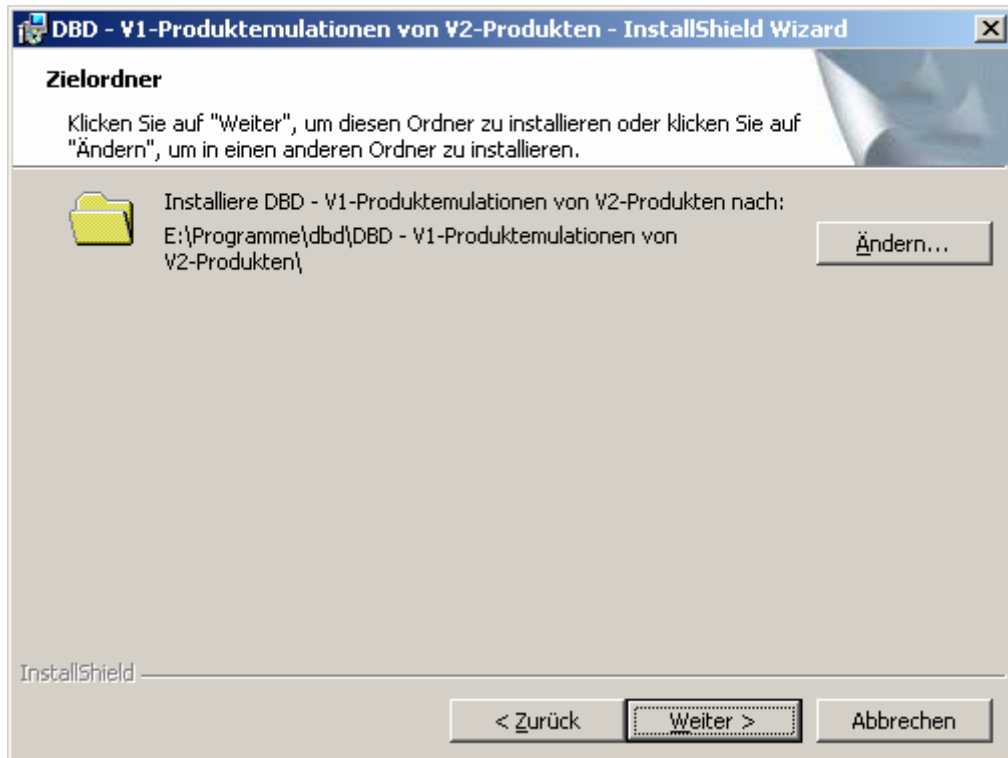 DBD - V1-Produktemulationen von V2-Produkten - InstallShield Wizard
Zielordner
Klicken Sie auf "Weiter", um diesen Ordner zu installieren oder klicken Sie auf
"Ändern", um in einen anderen Ordner zu installieren.
Installiere DBD - V1-Produktemulationen von V2-Produkten nach:
E:\Programme\dbd\DBD - V1-Produktemulationen von
V2-Produkten\
Ändern...
InstallShield
< Zurück
Weiter >
Abbrechen